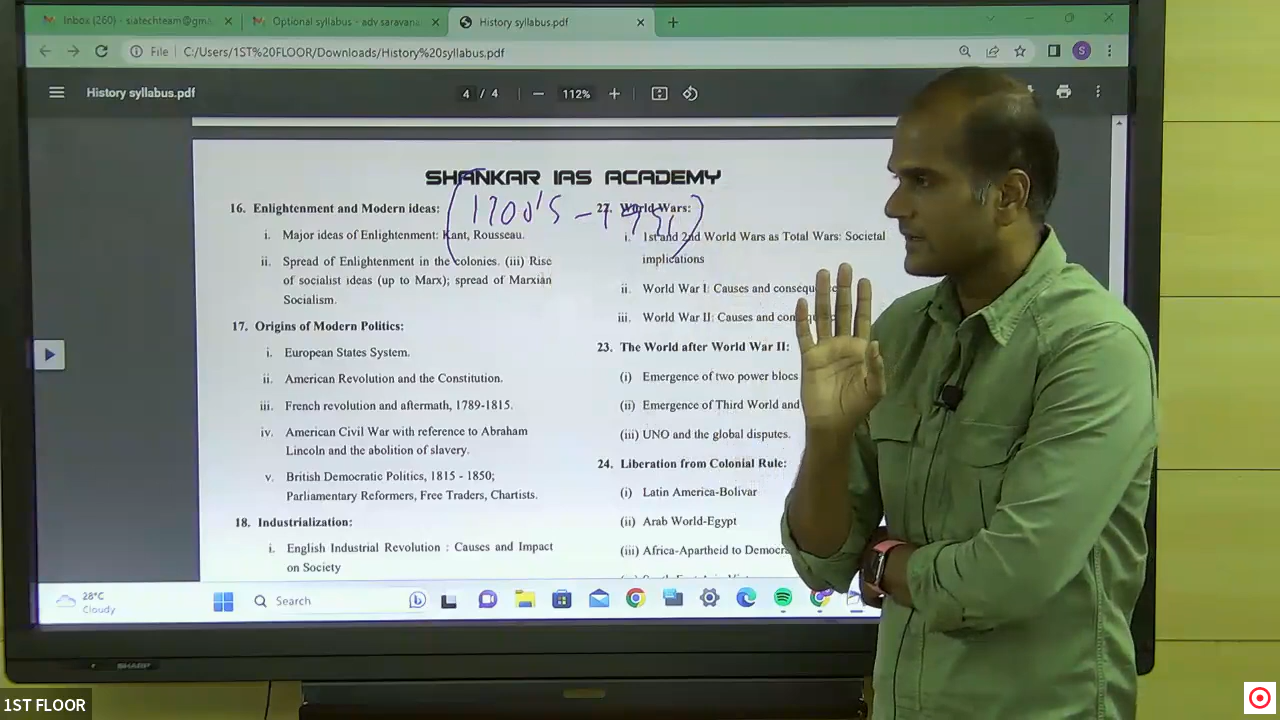 Inbox (260) - siatechteam@gm
Optional syllabus - adv saravana
History syllabus.pdf
File
C:/Users/1ST%20FLOOR/Downloads/History%20syllabus.pdf
S
History syllabus.pdf
4 / 4
112%
SHANKAR IAS ACADEMY
16. Enlightenment and Modern ideas:
i. Major ideas of Enlightenment: Kant, Rousseau.
ii. Spread of Enlightenment in the colonies. (iii) Rise
of socialist ideas (up to Marx); spread of Marxian
Socialism.
17. Origins of Modern Politics:
i. European States System.
ii. American Revolution and the Constitution.
iii. French revolution and aftermath, 1789-1815.
iv. American Civil War with reference to Abraham
Lincoln and the abolition of slavery.
v. British Democratic Politics, 1815 - 1850;
Parliamentary Reformers, Free Traders, Chartists.
18. Industrialization:
i. English Industrial Revolution : Causes and Impact
on Society
22. World Wars:
i. 1st and 2nd World Wars as Total Wars: Societal
implications
ii. World War I: Causes and
iii. World War II: Causes and
23. The World after World War II:
(i) Emergence of two power blocs
(ii) Emergence of Third World and
(iii) UNO and the global disputes.
24. Liberation from Colonial Rule:
(i) Latin America-Bolivar
(ii) Arab World-Egypt
(iii) Africa-Apartheid to
28°C
Cloudy
Search
SHARP
1ST FLOOR